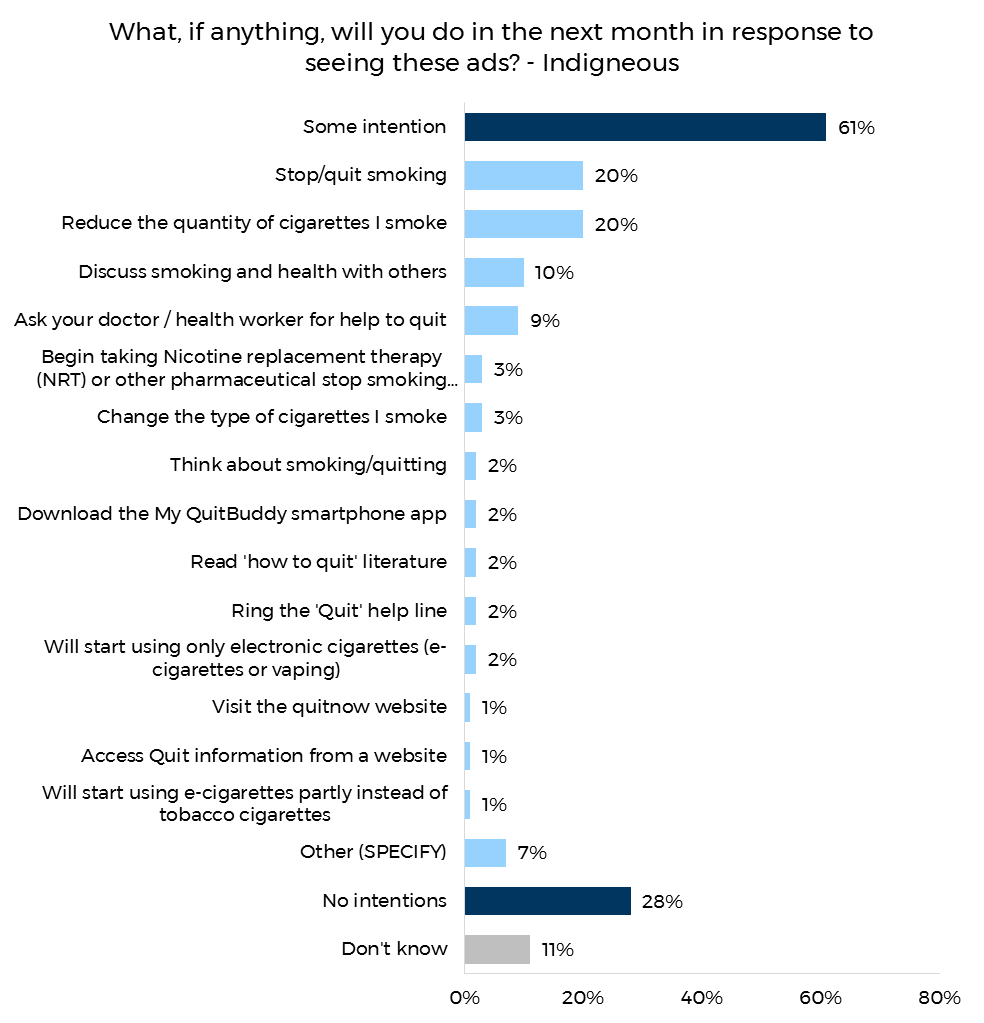 What, if anything, will you do in the next month in response to
seeing these ads? - Indigneous
Some intention
61%
Stop/quit smoking
20%
Reduce the quantity of cigarettes I smoke
20%
Discuss smoking and health with others
10%
Ask your doctor / health worker for help to quit
9%
Begin taking Nicotine replacement therapy
(NRT) or other pharmaceutical stop smoking...
3%
Change the type of cigarettes I smoke
3%
Think about smoking/quitting
2%
Download the My QuitBuddy smartphone app
2%
Read 'how to quit' literature
2%
Ring the 'Quit' help line
2%
Will start using only electronic cigarettes (e-
cigarettes or vaping)
2%
Visit the quitnow website
1%
Access Quit information from a website
1%
Will start using e-cigarettes partly instead of
tobacco cigarettes
1%
Other (SPECIFY)
7%
No intentions
28%
Don't know
11%
0% 20% 40% 60% 80%